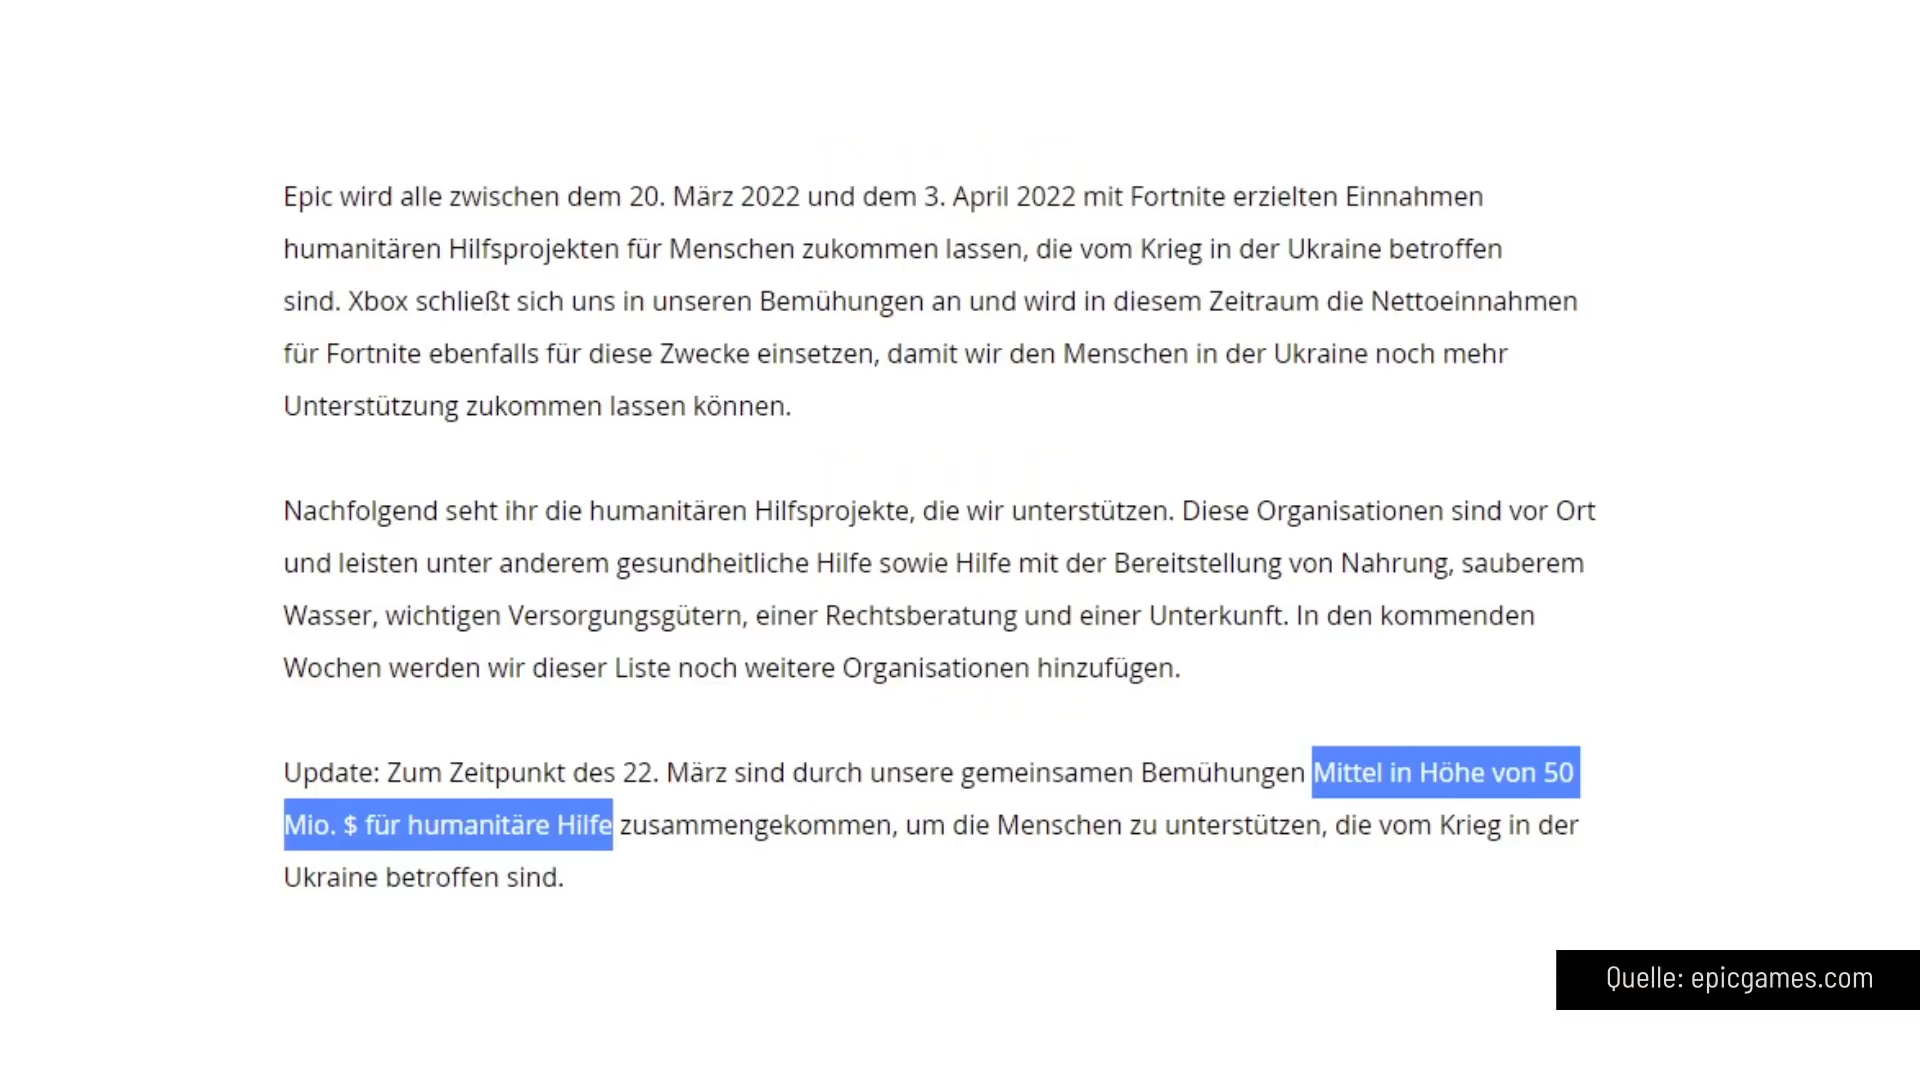 Epic wird alle zwischen dem 20. März 2022 und dem 3. April 2022 mit Fortnite erzielten Einnahmen
humanitären Hilfsprojekten für Menschen zukommen lassen, die vom Krieg in der Ukraine betroffen
sind. Xbox schließt sich uns in unseren Bemühungen an und wird in diesem Zeitraum die Nettoeinnahmen
für Fortnite ebenfalls für diese Zwecke einsetzen, damit wir den Menschen in der Ukraine noch mehr
Unterstützung zukommen lassen können.
Nachfolgend seht ihr die humanitären Hilfsprojekte, die wir unterstützen. Diese Organisationen sind vor Ort
und leisten unter anderem gesundheitliche Hilfe sowie Hilfe mit der Bereitstellung von Nahrung, sauberem
Wasser, wichtigen Versorgungsgütern, einer Rechtsberatung und einer Unterkunft. In den kommenden
Wochen werden wir dieser Liste noch weitere Organisationen hinzufügen.
Update: Zum Zeitpunkt des 22. März sind durch unsere gemeinsamen Bemühungen Mittel in Höhe von 50
Mio. $ für humanitäre Hilfe zusammengekommen, um die Menschen zu unterstützen, die vom Krieg in der
Ukraine betroffen sind.
Quelle: epicgames.com